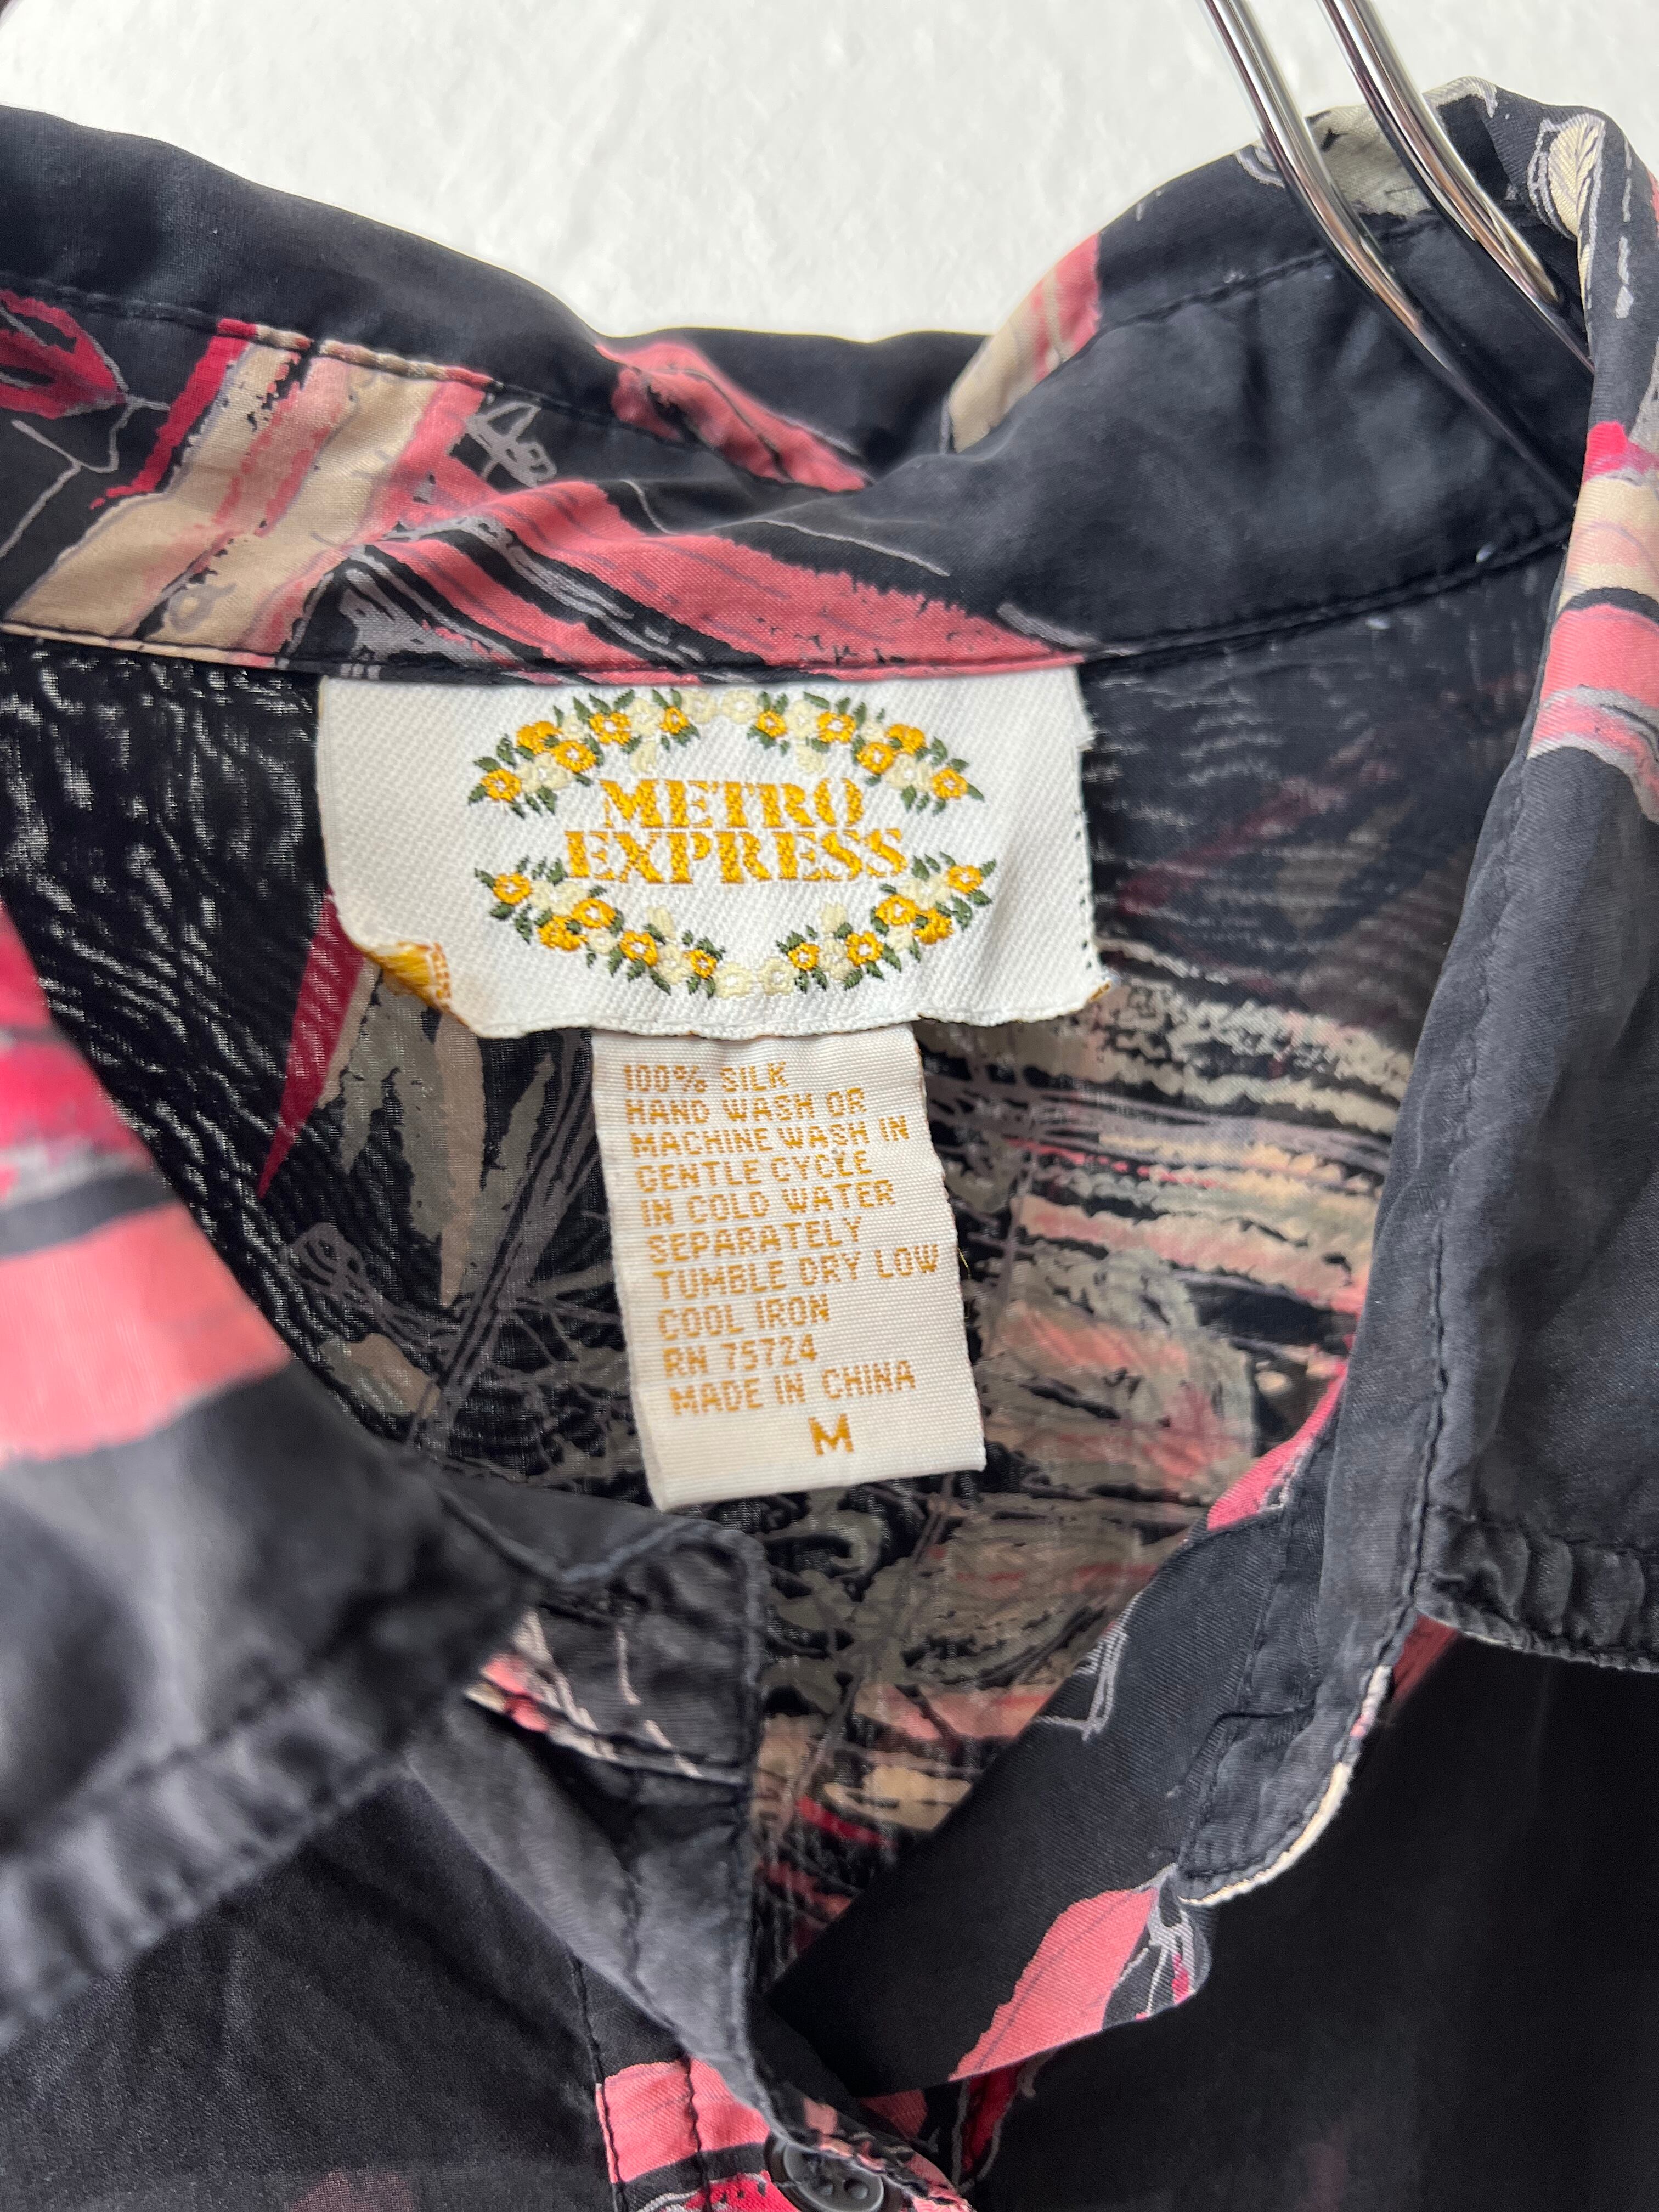 METRO
EXPRESS
100% SILK
HAND WASH OR
MACHINE WASH IN
GENTLE CYCLE
IN COLD WATER
SEPARATELY
TUMBLE DRY LOW
COOL IRON
RN 75724
MADE IN CHINA
M